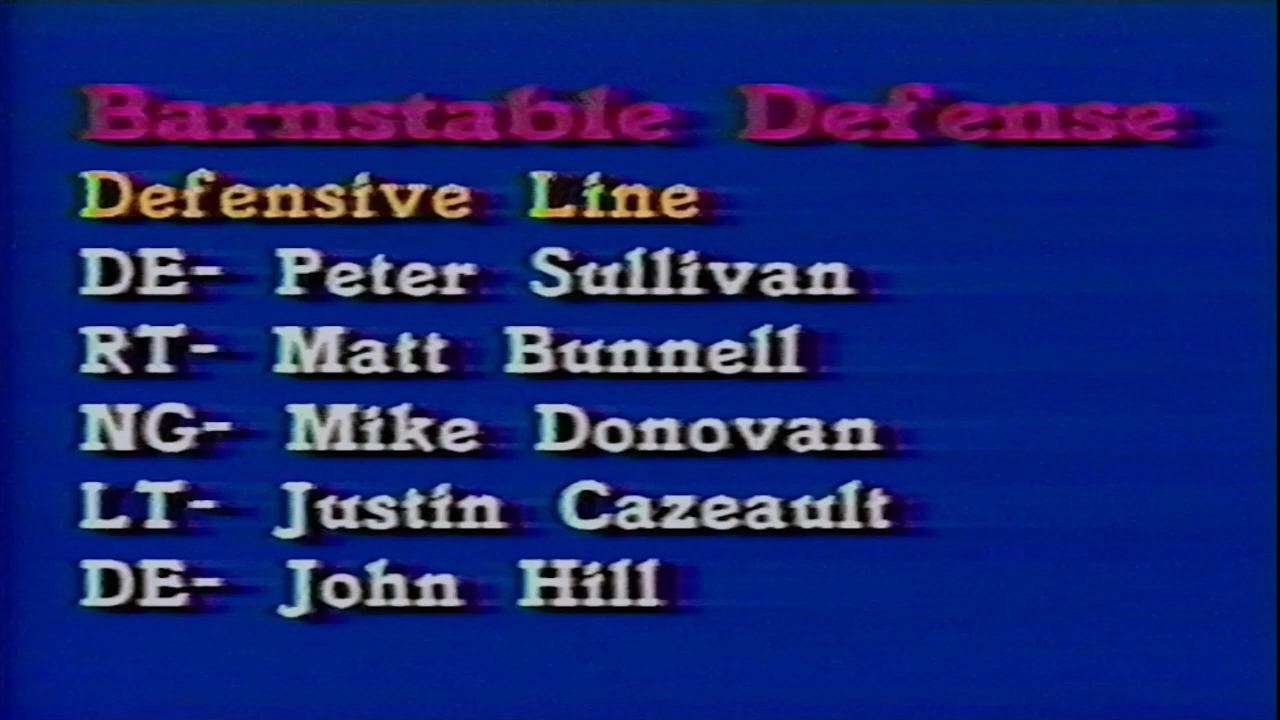 Barnstable Defense
Defensive Line
DE- Peter Sullivan
RT- Matt Bunnell
NG- Mike Donovan
LT- Justin Cazeault
DE- John Hill